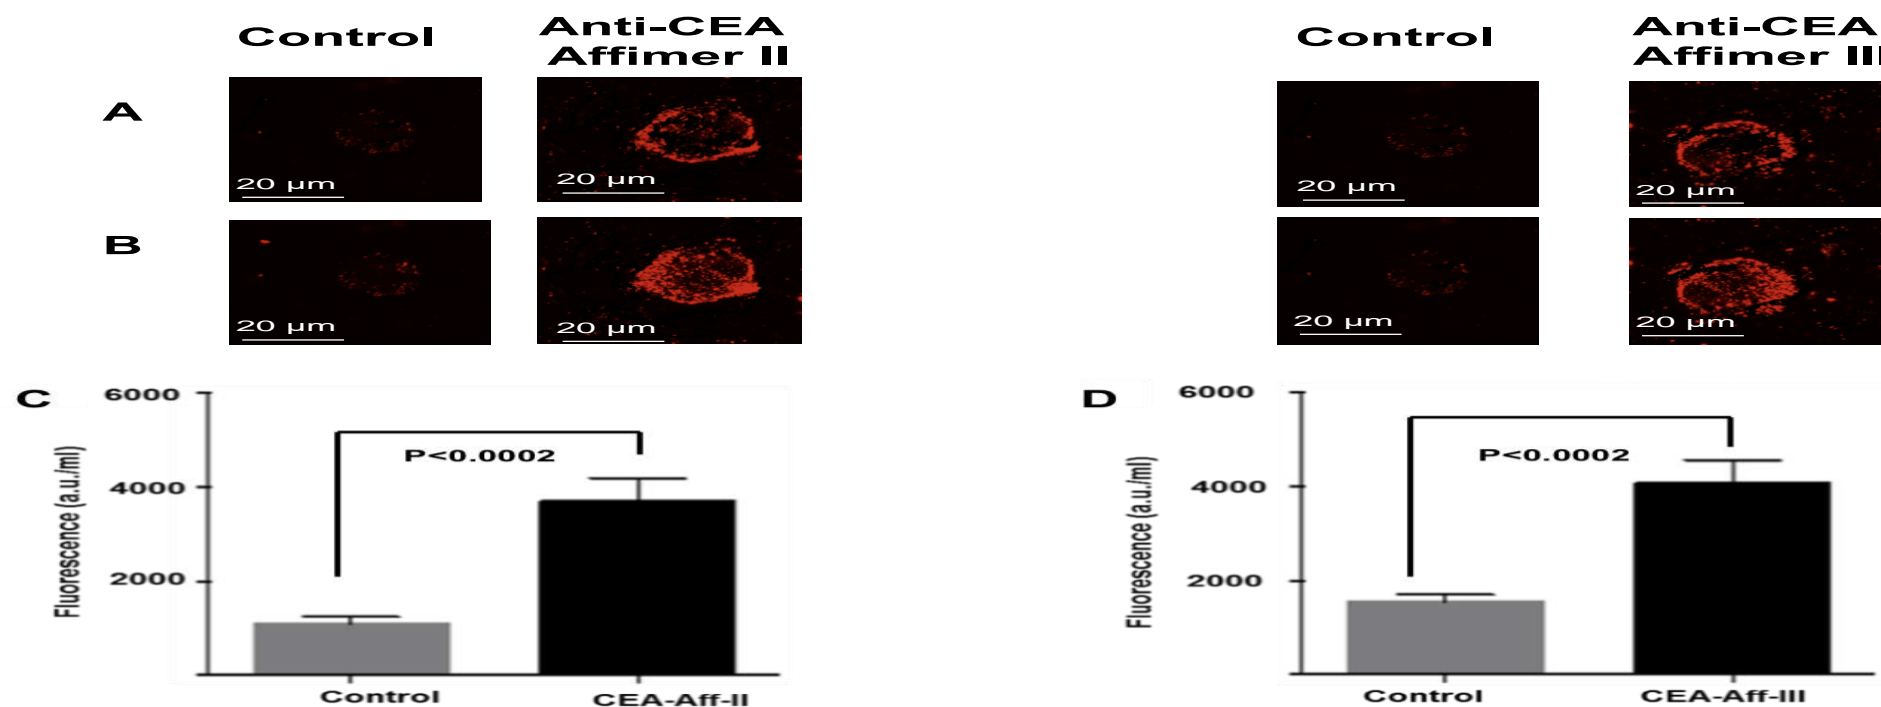 Control
Anti-CEA
Affimer II
Control
Anti-CEA
Affimer III
A
20 µm
20 µm
20 µm
20 µm
B
20 µm
20 µm
20 µm
20 µm
C
6000
4000
2000
Fluorescence (a.u./ml)
P<0.0002
Control
CEA-Aff-II
D
6000
4000
2000
Fluorescence (a.u./ml)
P<0.0002
Control
CEA-Aff-III